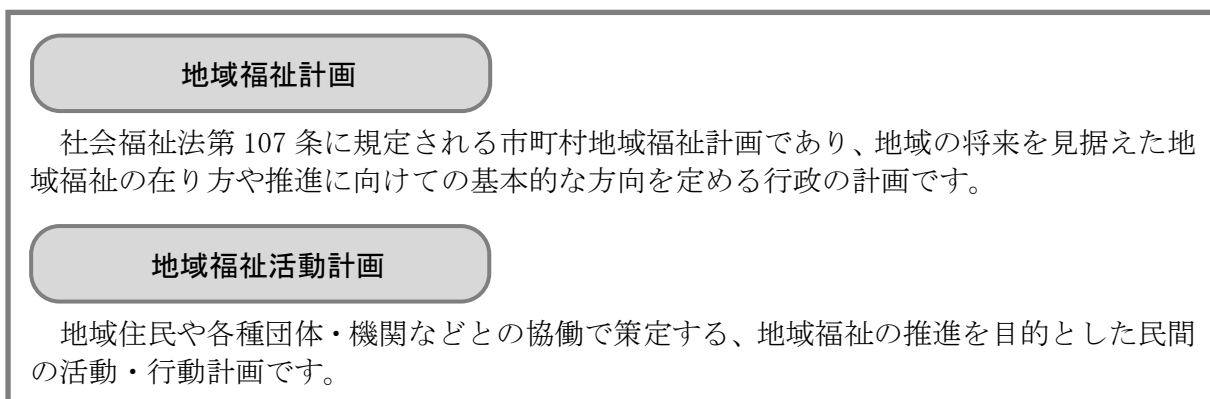 地域福祉計画
社会福祉法第 107 条に規定される市町村地域福祉計画であり、地域の将来を見据えた地
域福祉の在り方や推進に向けての基本的な方向を定める行政の計画です。
地域福祉活動計画
地域住民や各種団体・機関などとの協働で策定する、地域福祉の推進を目的とした民間
の活動・行動計画です。